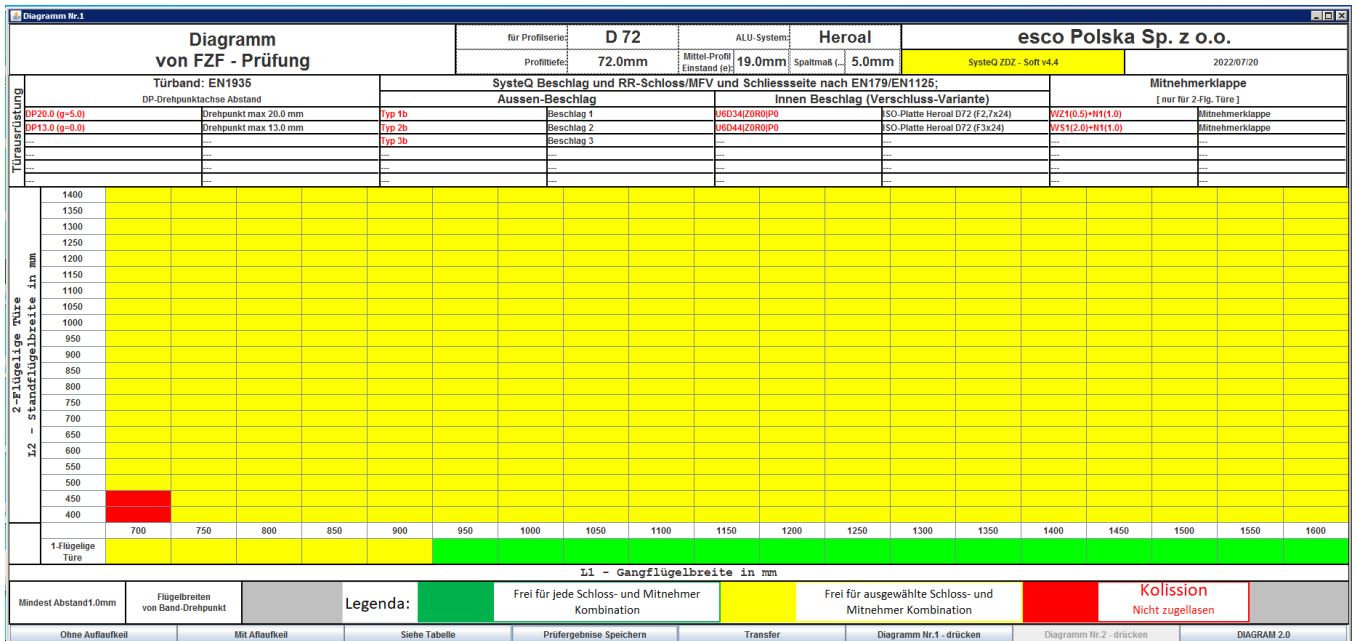 Diagramm Nr.1
Diagramm
von FZF - Prüfung
für Profilserie:
D 72
ALU-System:
Heroal
esco Polska Sp. z o.o.
Profiltiefe:
72.0mm
Mittel-Profil
Einstand (e):
19.0mm
Spaltmaß (...
5.0mm
SysteQ ZDZ - Soft v4.4
2022/07/20
Türausrüstung
Türband: EN1935
DP-Drehpunktachse Abstand
SysteQ Beschlag und RR-Schloss/MFV und Schliessseite nach EN179/EN1125;
Aussen-Beschlag
Innen Beschlag (Verschluss-Variante)
Mitnehmerklappe
[ nur für 2-Flg. Türe ]
DP20.0 (g=5.0) Drehpunkt max 20.0 mm Typ 1b Beschlag 1 U6D34|Z0R0|P0 ISO-Platte Heroal D72 (F2,7x24) WZ1(0.5)+N1(1.0) Mitnehmerklappe
DP13.0 (g=0.0) Drehpunkt max 13.0 mm Typ 2b Beschlag 2 U6D44|Z0R0|P0 ISO-Platte Heroal D72 (F3x24) WS1(2.0)+N1(1.0) Mitnehmerklappe
--- --- Typ 3b Beschlag 3 --- --- --- ---
--- --- --- --- --- --- --- ---
--- --- --- --- --- --- --- ---
--- --- --- --- --- --- --- ---
2-Flügelige Türe
L2 - Standflügelbreite in mm
1400
1350
1300
1250
1200
1150
1100
1050
1000
950
900
850
800
750
700
650
600
550
500
450
400
700 750 800 850 900 950 1000 1050 1100 1150 1200 1250 1300 1350 1400 1450 1500 1550 1600
1-Flügelige
Türe
L1 - Gangflügelbreite in mm
Mindest Abstand1.0mm
Flügelbreiten
von Band-Drehpunkt
Legenda:
Frei für jede Schloss- und Mitnehmer
Kombination
Frei für ausgewählte Schloss- und
Mitnehmer Kombination
Kolission
Nicht zugellasen
Ohne Auflaufkeil
Mit Aflaufkeil
Siehe Tabelle
Prüfergebnise Speichern
Transfer
Diagramm Nr.1 - drücken
Diagramm Nr.2 - drücken
DIAGRAM 2.0